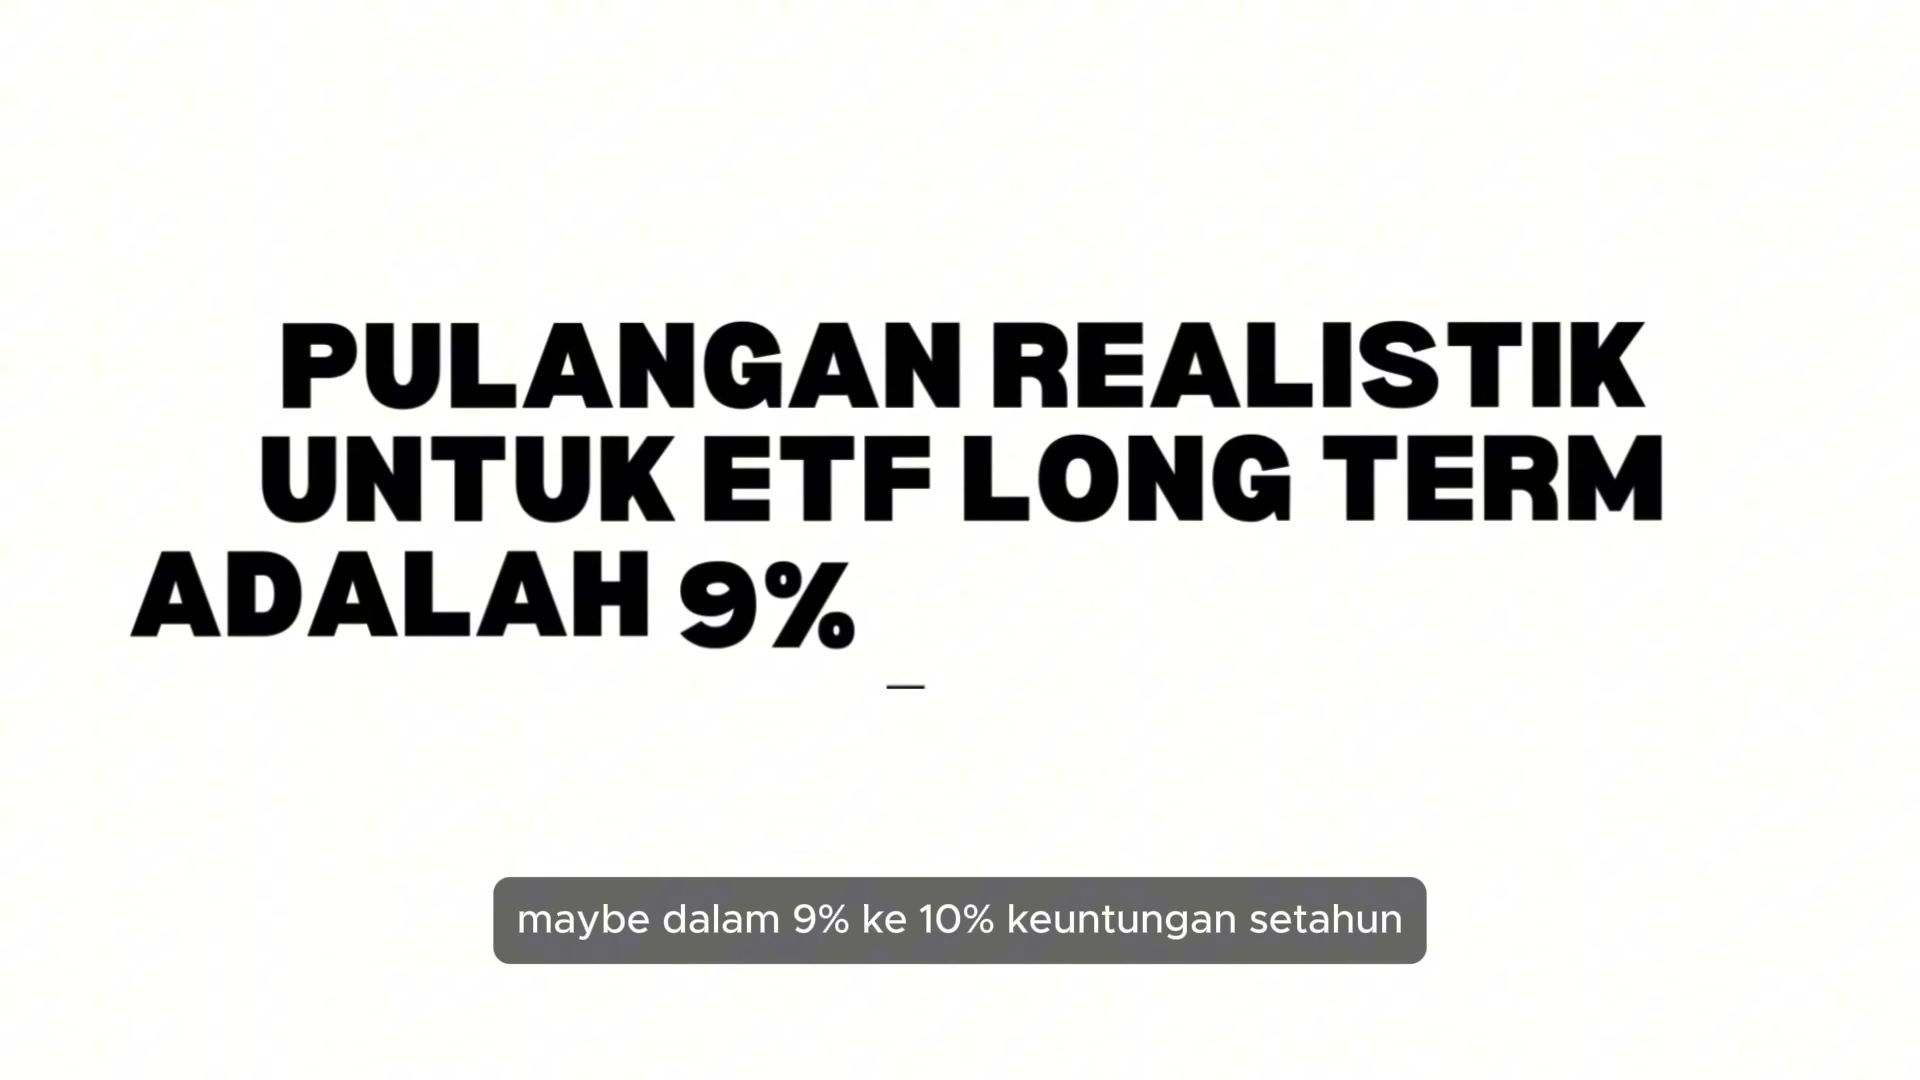 PULANGAN REALISTIK
UNTUK ETF LONG TERM
ADALAH 9%
maybe dalam 9% ke 10% keuntungan setahun